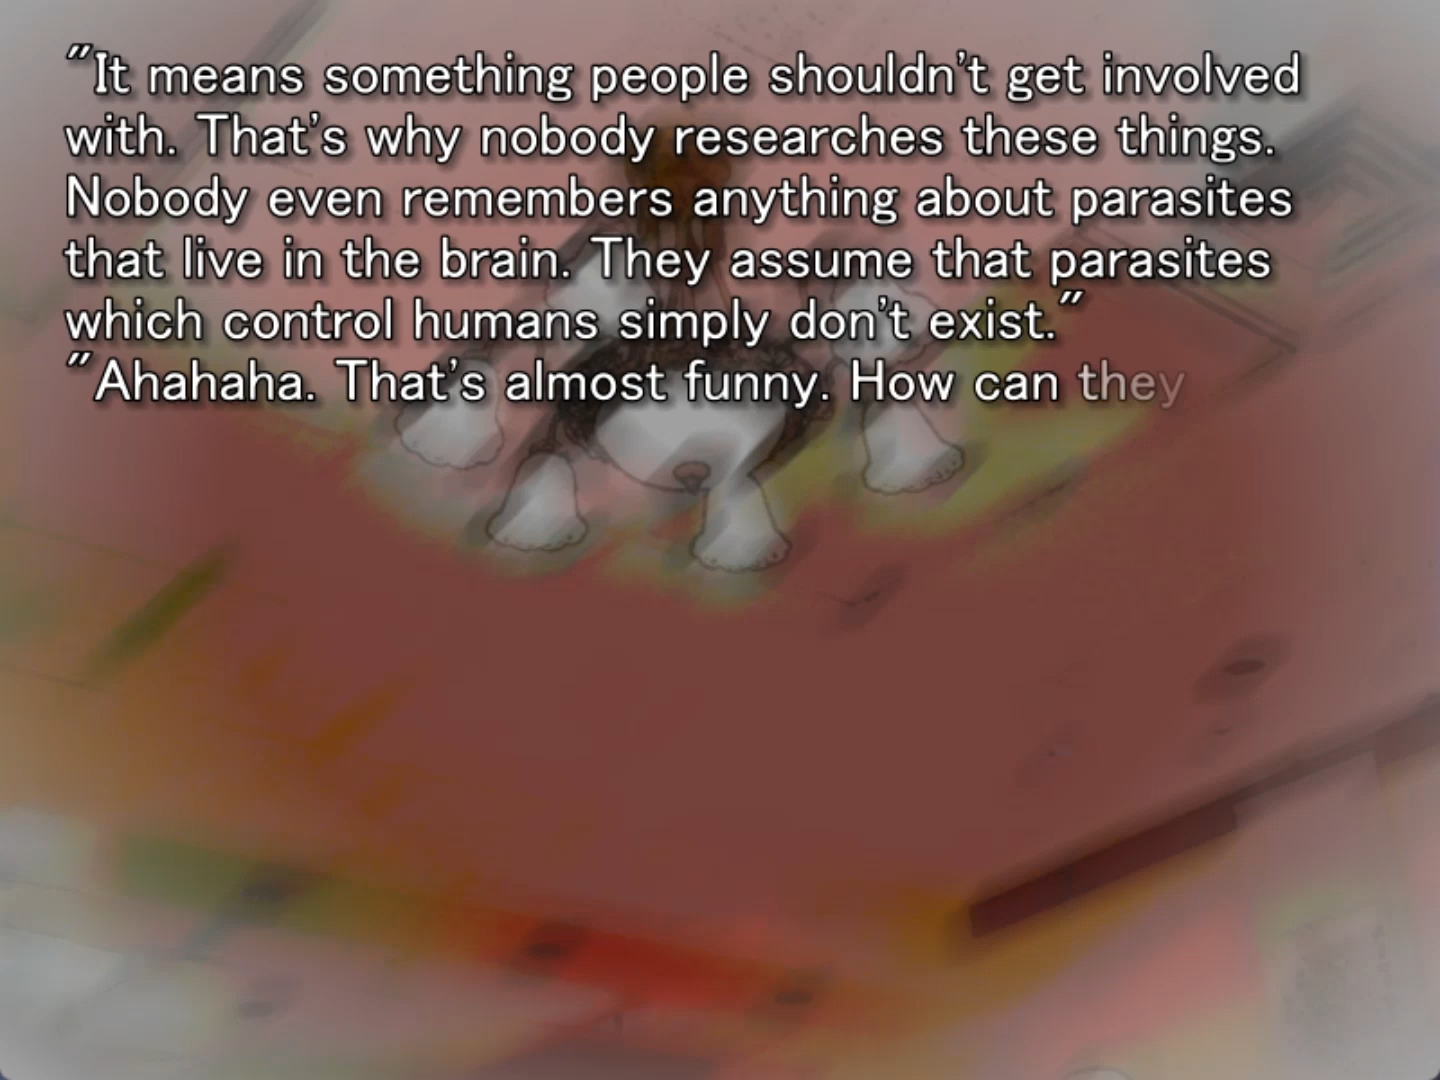 "It means something people shouldn't get involved
with. That's why nobody researches these things.
Nobody even remembers anything about parasites
that live in the brain. They assume that parasites
which control humans simply don't exist."
"Ahahaha. That's almost funny. How can they